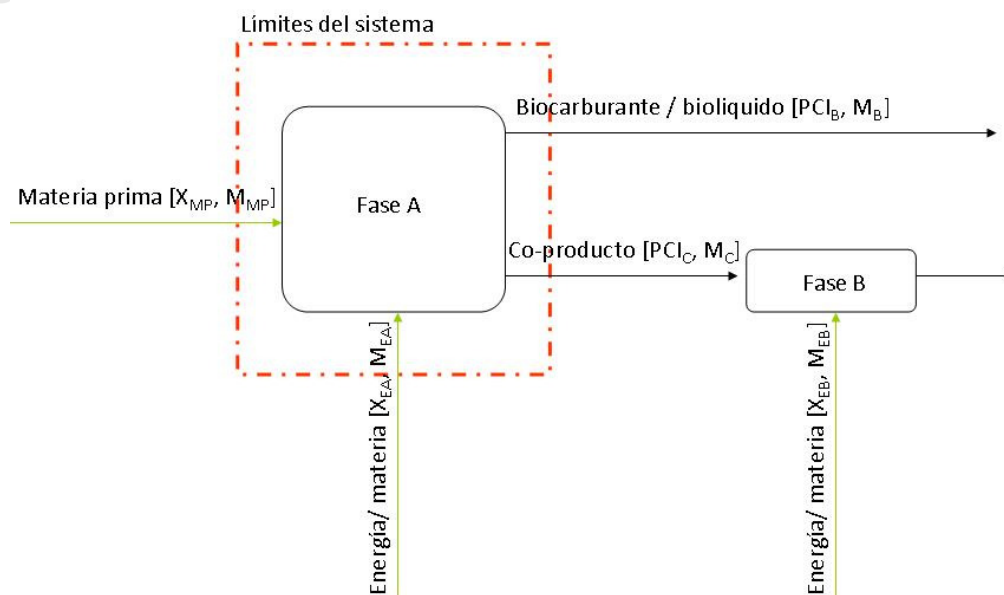 Límites del sistema
Biocarburante / bioliquido [PCI_B, M_B]
Materia prima [X_MP, M_MP]
Fase A
Co-producto [PCI_C, M_C]
Fase B
Energía/ materia [X_EA, M_EA]
Energía/ materia [X_EB, M_EB]